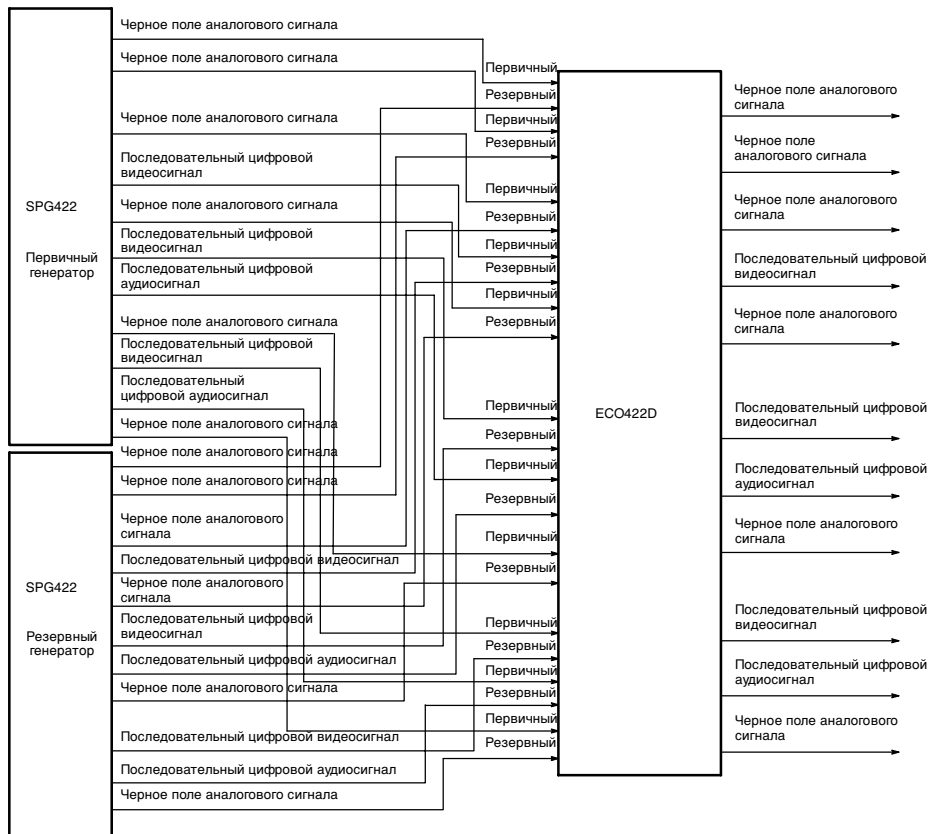 Черное поле аналогового сигнала
Черное поле аналогового сигнала
Черное поле аналогового сигнала
Последовательный цифровой
видеосигнал
SPG422
Черное поле аналогового сигнала
Последовательный цифровой
видеосигнал
Первичный
генератор
Последовательный цифровой
аудиосигнал
Черное поле аналогового сигнала
Последовательный цифровой
видеосигнал
Последовательный
цифровой аудиосигнал
Черное поле аналогового сигнала
Черное поле аналогового сигнала
Черное поле аналогового сигнала
Черное поле аналогового
сигнала
Последовательный цифровой видеосигнал
SPG422
Черное поле аналогового
сигнала
Последовательный цифровой
видеосигнал
Резервный
генератор
Последовательный цифровой аудиосигнал
Черное поле аналогового сигнала
Последовательный цифровой видеосигнал
Последовательный цифровой аудиосигнал
Черное поле аналогового сигнала
Первичный
Резервный
Первичный
Резервный
Первичный
Резервный
Первичный
Резервный
Первичный
Резервный
Первичный
Резервный
Первичный
Резервный
Первичный
Резервный
Первичный
Резервный
Первичный
Резервный
Первичный
Резервный
ECO422D
Черное поле аналогового
сигнала
Черное поле
аналогового сигнала
Черное поле аналогового
сигнала
Последовательный цифровой
видеосигнал
Черное поле аналогового
сигнала
Последовательный цифровой
видеосигнал
Последовательный цифровой
аудиосигнал
Черное поле аналогового
сигнала
Последовательный цифровой
видеосигнал
Последовательный цифровой
аудиосигнал
Черное поле аналогового
сигнала